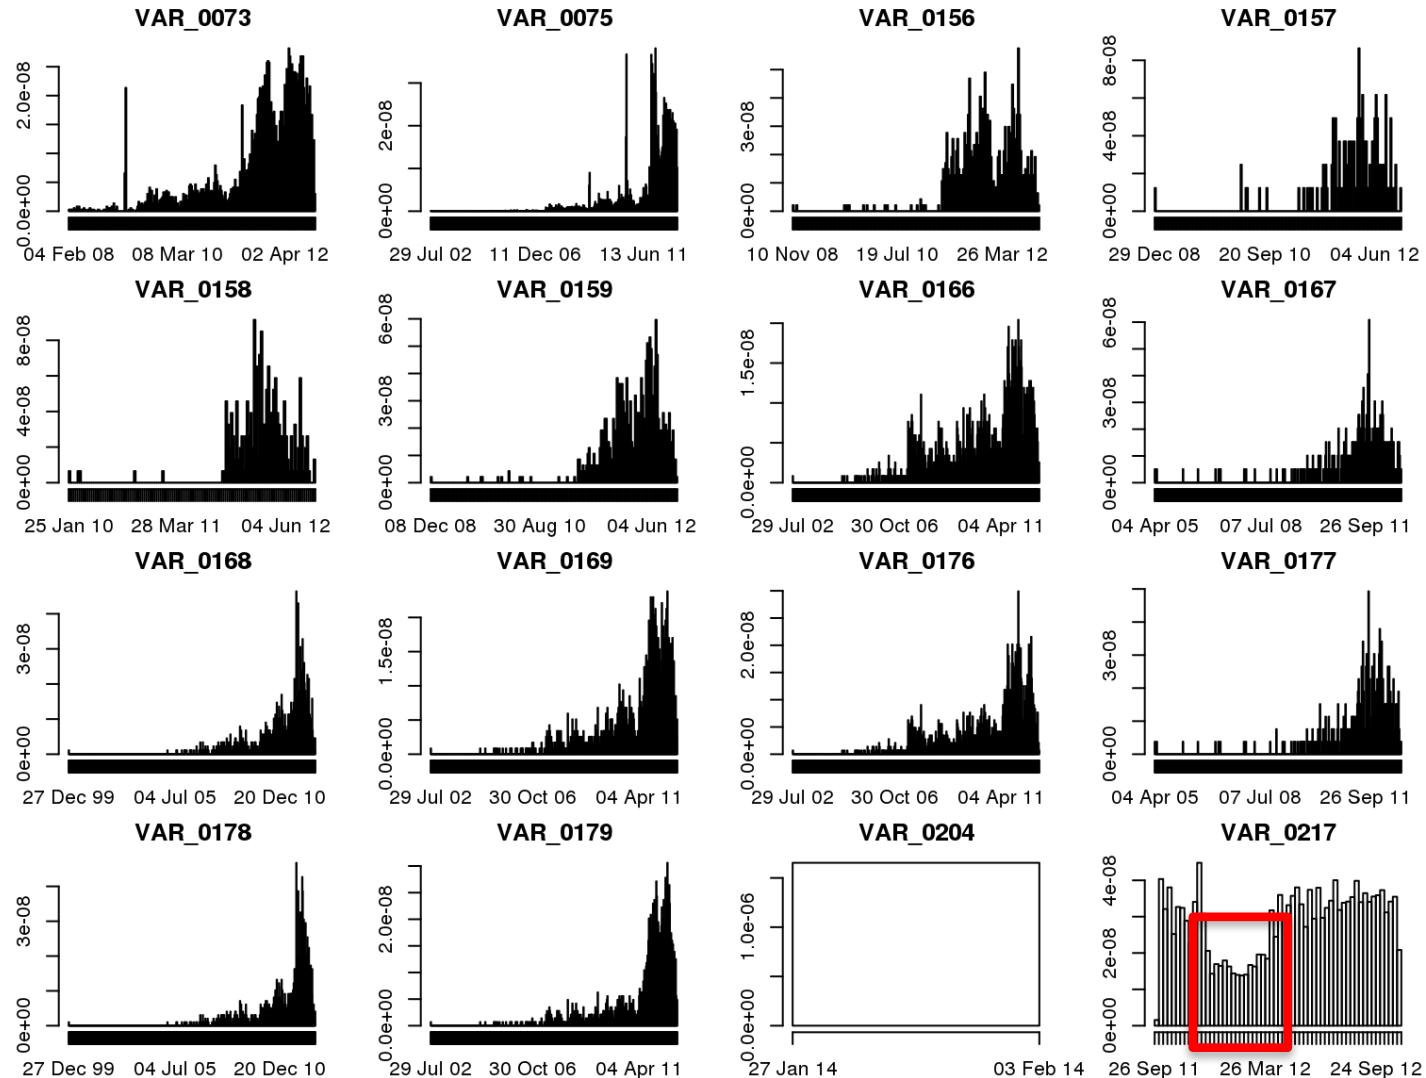 VAR_0073 VAR_0075 VAR_0156 VAR_0157
0.0e+00 2.0e-08 0e+00 2e-08 0e+00 3e-08 0e+00 4e-08 8e-08
04 Feb 08 08 Mar 10 02 Apr 12 29 Jul 02 11 Dec 06 13 Jun 11 10 Nov 08 19 Jul 10 26 Mar 12 29 Dec 08 20 Sep 10 04 Jun 12
VAR_0158 VAR_0159 VAR_0166 VAR_0167
0e+00 4e-08 8e-08 0e+00 3e-08 6e-08 0.0e+00 1.5e-08 0e+00 3e-08 6e-08
25 Jan 10 28 Mar 11 04 Jun 12 08 Dec 08 30 Aug 10 04 Jun 12 29 Jul 02 30 Oct 06 04 Apr 11 04 Apr 05 07 Jul 08 26 Sep 11
VAR_0168 VAR_0169 VAR_0176 VAR_0177
0e+00 3e-08 0.0e+00 1.5e-08 0.0e+00 2.0e-08 0e+00 3e-08
27 Dec 99 04 Jul 05 20 Dec 10 29 Jul 02 30 Oct 06 04 Apr 11 29 Jul 02 30 Oct 06 04 Apr 11 04 Apr 05 07 Jul 08 26 Sep 11
VAR_0178 VAR_0179 VAR_0204 VAR_0217
0e+00 3e-08 0.0e+00 2.0e-08 0.0e+00 1.0e-06 0e+00 2e-08 4e-08
27 Dec 99 04 Jul 05 20 Dec 10 29 Jul 02 30 Oct 06 04 Apr 11 27 Jan 14 03 Feb 14 26 Sep 11 26 Mar 12 24 Sep 12